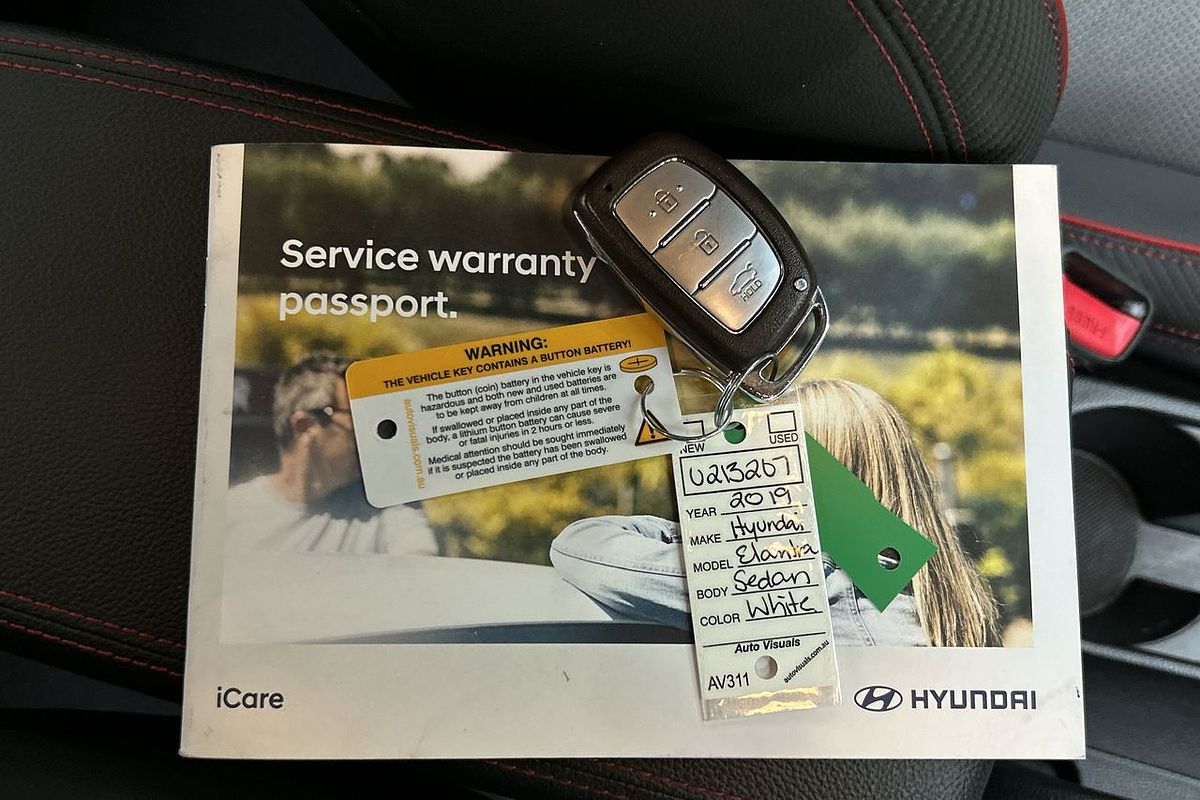 Service warranty
passport.
HOLD
WARNING:
THE VEHICLE KEY CONTAINS A BUTTON BATTERY!
The button (coin) battery in the vehicle key is
hazardous and both new and used batteries are
to be kept away from children at all times.
If swallowed or placed inside any part of the
body, a lithium button battery can cause severe
or fatal injuries in 2 hours or less.
Medical attention should be sought immediately
if it is suspected the battery has been swallowed
or placed inside any part of the body.
autovisuals.com.au
NEW USED
U213267
YEAR 2019
MAKE Hyundai
MODEL Elantra
BODY Sedan
COLOR White
Auto Visuals
AV311
autovisuals.com.au
iCare
HYUNDAI
PRESS